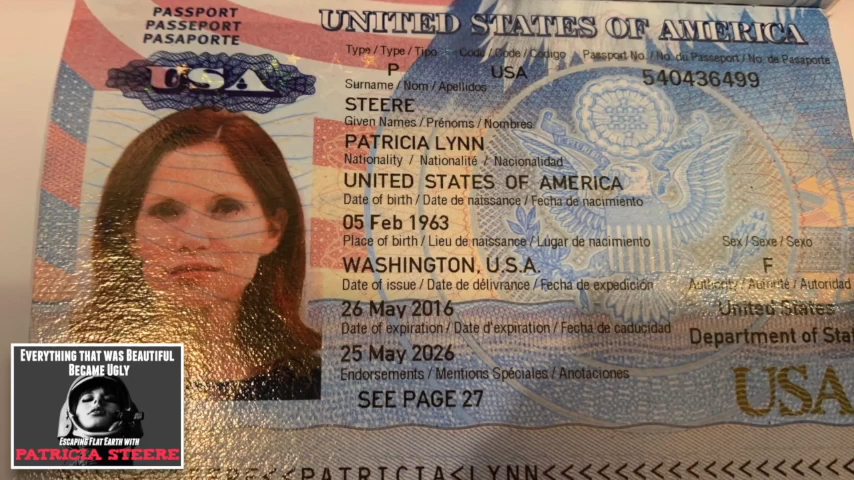 PASSPORT
PASSEPORT
PASAPORTE
USA
UNITED STATES OF AMERICA
Type / Type / Tipo Code / Code / Codigo Passport No. / No. du Passeport / No. de Pasaporte
P USA 540436499
Surname / Nom / Apellidos
STEERE
Given Names / Prénoms / Nombres
PATRICIA LYNN
Nationality / Nationalité / Nacionalidad
UNITED STATES OF AMERICA
Date of birth / Date de naissance / Fecha de nacimiento
05 Feb 1963
Place of birth / Lieu de naissance / Lugar de nacimiento Sex / Sexe / Sexo
WASHINGTON, U.S.A. F
Date of issue / Date de délivrance / Fecha de expedición Authority / Autorité / Autoridad
26 May 2016 United States
Date of expiration / Date d'expiration / Fecha de caducidad Department of Stat
25 May 2026
Endorsements / Mentions Spéciales / Anotaciones
SEE PAGE 27
USA
PATRICIA<LYNN<<<<<<<<<<<<<<<<<<
EVERYTHING THAT WAS BEAUTIFUL
BECAME UGLY
ESCAPING FLAT EARTH WITH
PATRICIA STEERE